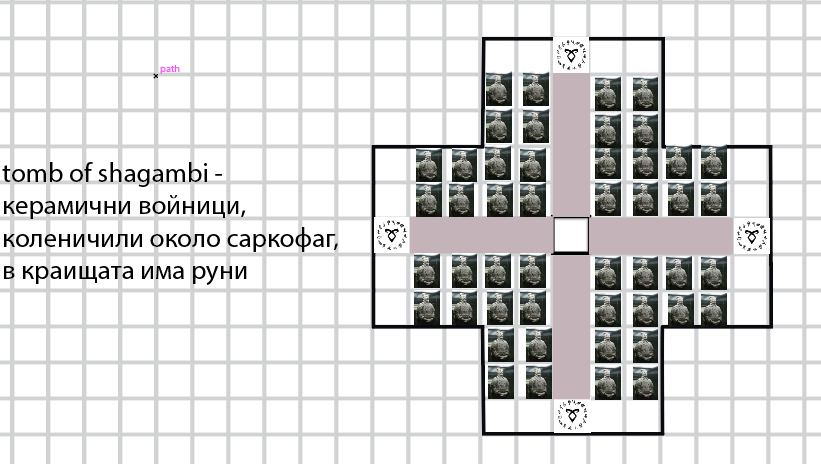 path
tomb of shagambi -
керамични войници,
коленичили около саркофаг,
в краищата има руни